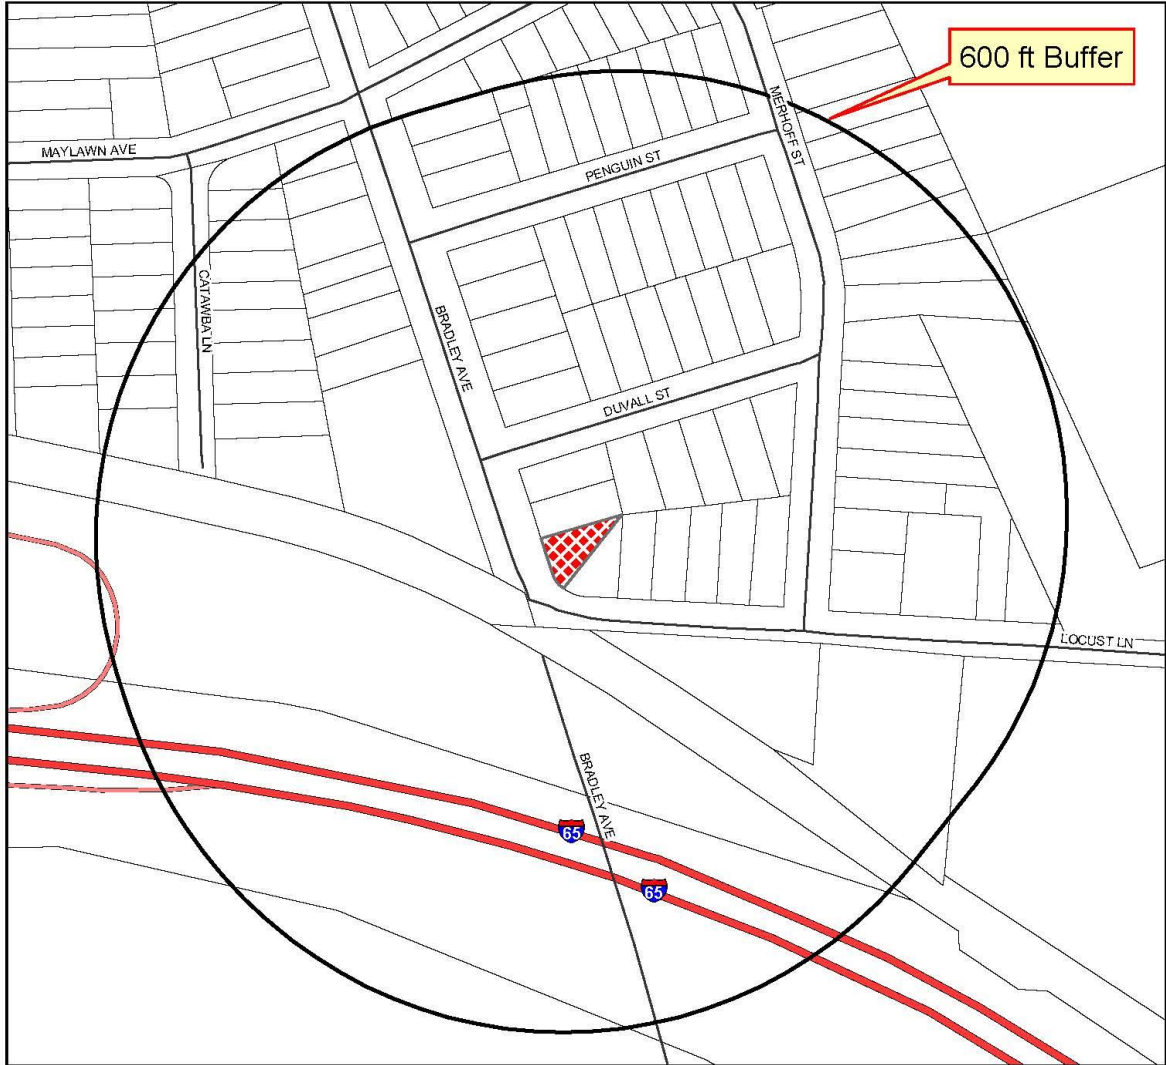 600 ft Buffer
MERHOFF ST
MAYLAWN AVE
PENGUIN ST
CATAWBA LN
BRADLEY AVE
DUVALL ST
LOCUST LN
BRADLEY AVE
65
65